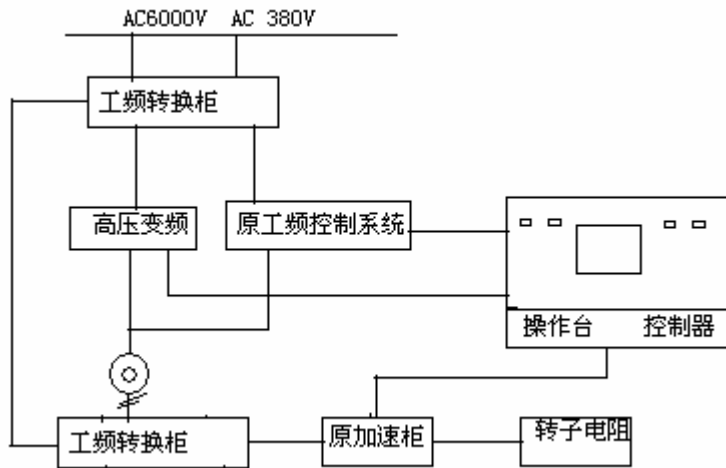 AC6000V AC 380V
工频转换柜
高压变频
原工频控制系统
操作台 控制器
工频转换柜
原加速柜
转子电阻